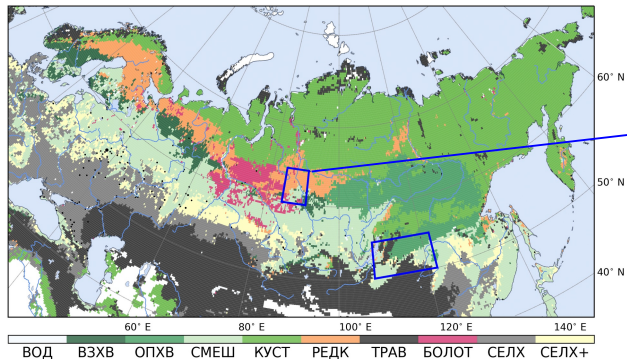 60° N
50° N
40° N
60° E 80° E 100° E 120° E 140° E
ВОД ВЗХВ ОПХВ СМЕШ КУСТ РЕДК ТРАВ БОЛОТ СЕЛХ СЕЛХ+